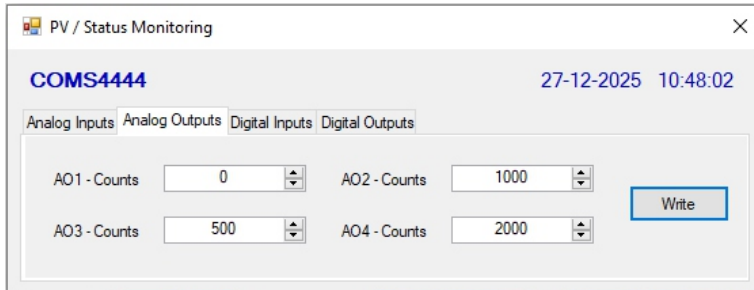 PV / Status Monitoring
COMS4444 27-12-2025 10:48:02
Analog Inputs Analog Outputs Digital Inputs Digital Outputs
AO1 - Counts 0 AO2 - Counts 1000
Write
AO3 - Counts 500 AO4 - Counts 2000